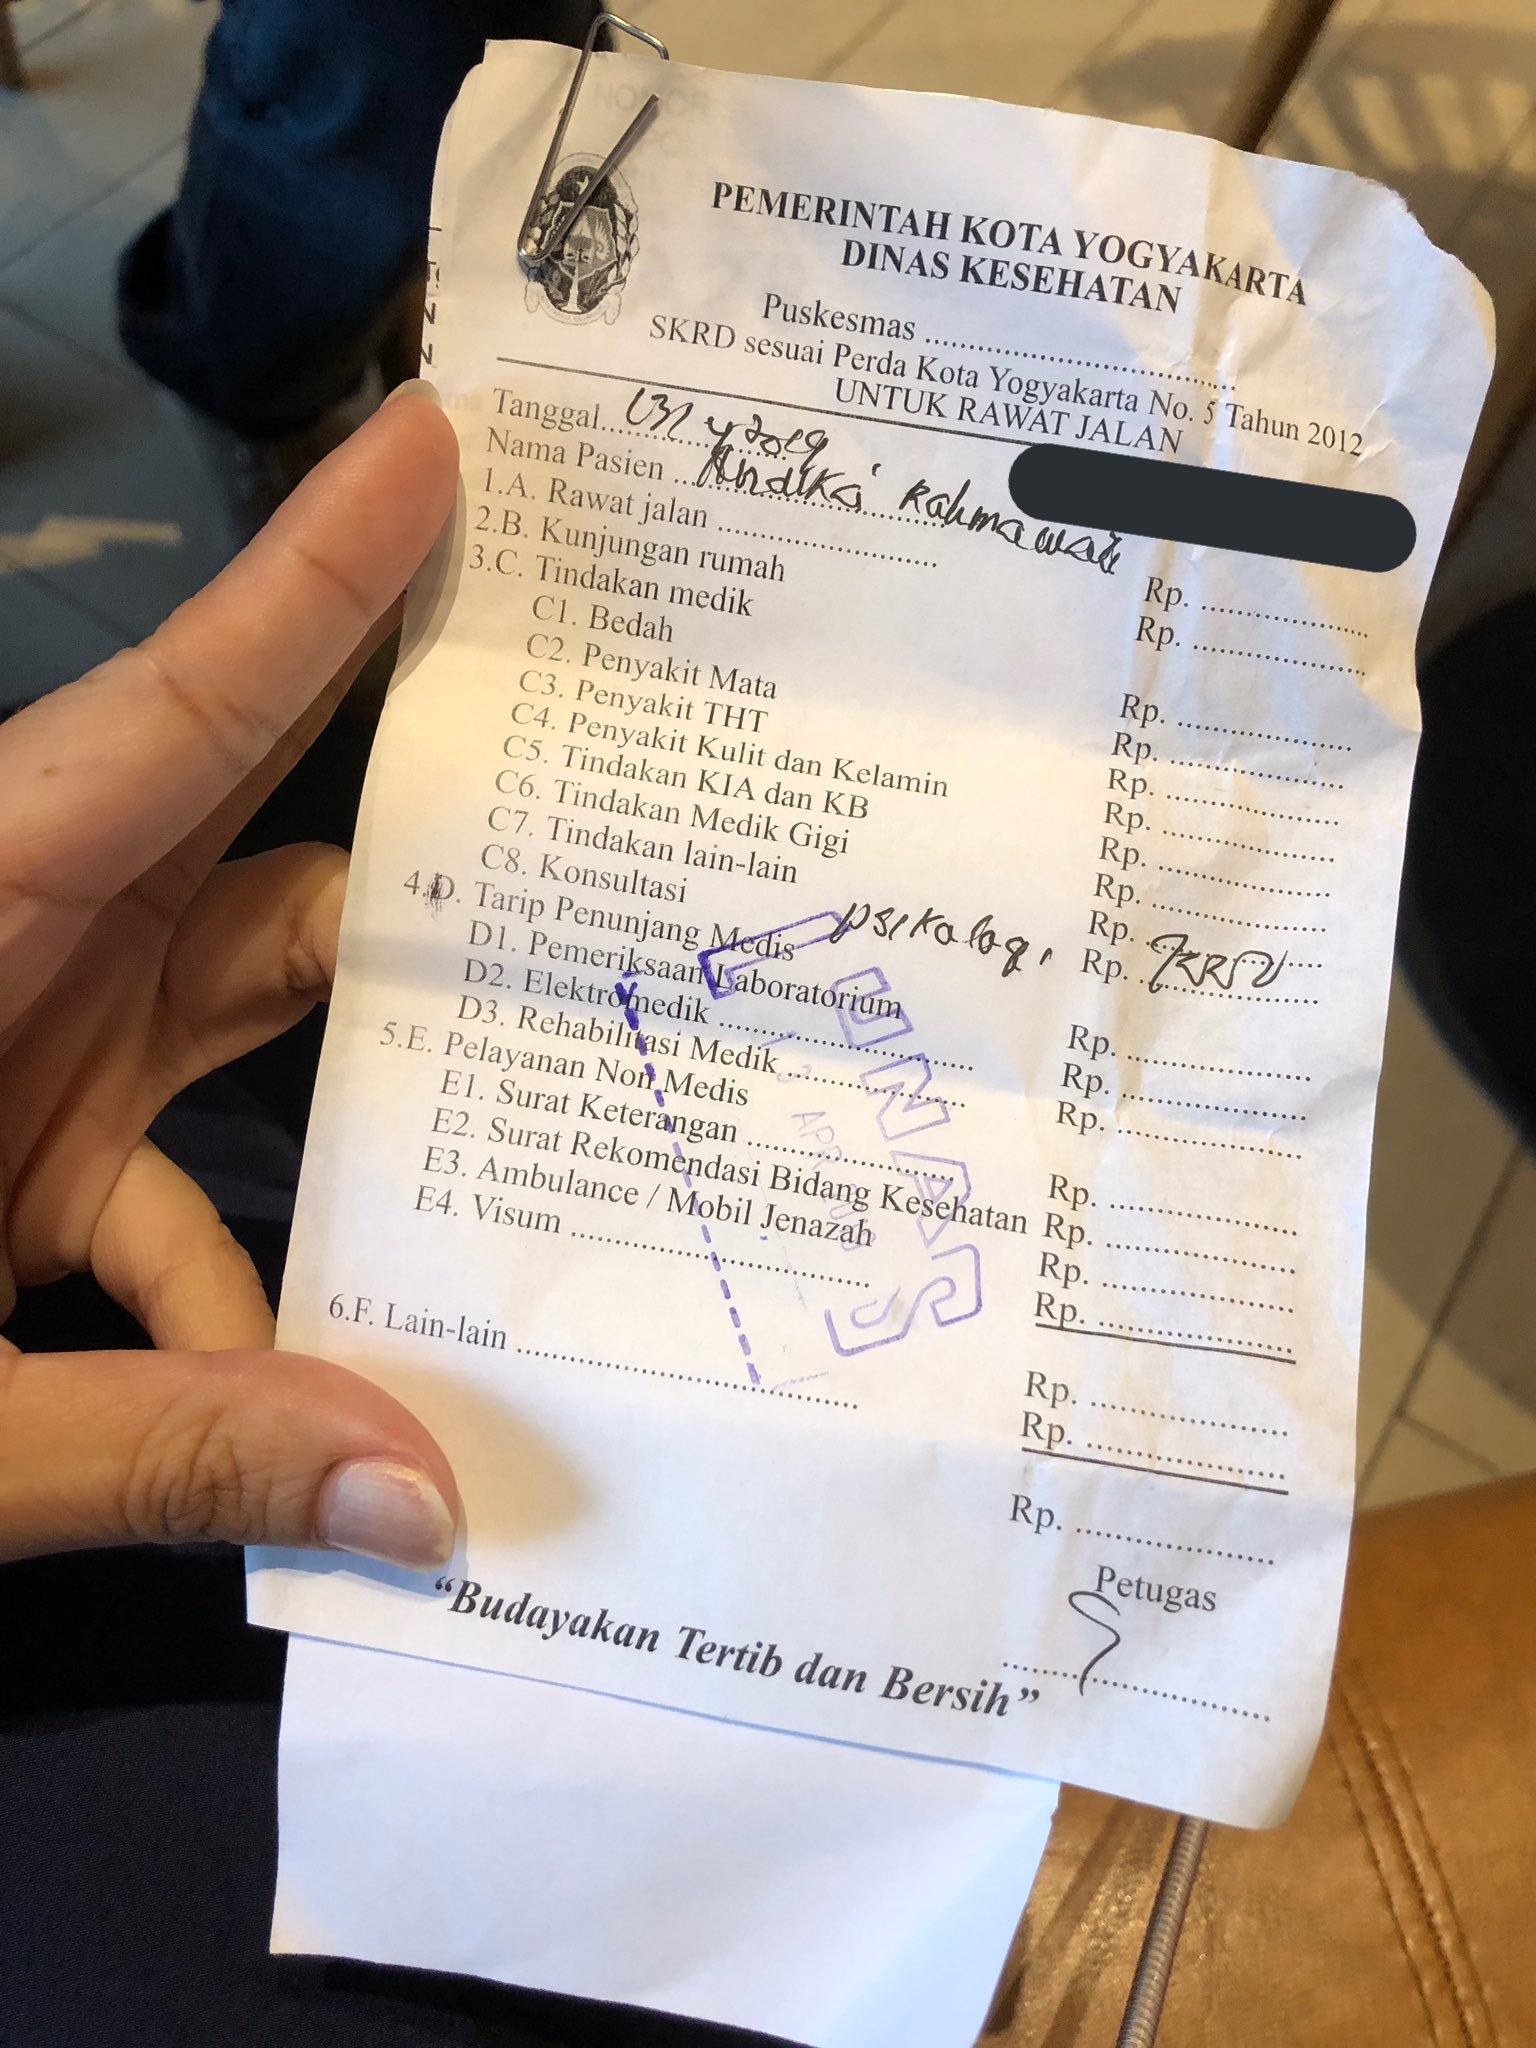 PEMERINTAH KOTA YOGYAKARTA
DINAS KESEHATAN
Puskesmas ........................................
SKRD sesuai Perda Kota Yogyakarta No. 5 Tahun 2012
UNTUK RAWAT JALAN
Tanggal.........................
Nama Pasien ......................... Andika Rahmawati
1.A. Rawat jalan ............................ Rp. .....................
2.B. Kunjungan rumah Rp. .....................
3.C. Tindakan medik
C1. Bedah Rp. .....................
C2. Penyakit Mata Rp. .....................
C3. Penyakit THT Rp. .....................
C4. Penyakit Kulit dan Kelamin Rp. .....................
C5. Tindakan KIA dan KB Rp. .....................
C6. Tindakan Medik Gigi Rp. .....................
C7. Tindakan lain-lain Rp. .....................
C8. Konsultasi psikologi Rp. .....................
4.D. Tarip Penunjang Medis
D1. Pemeriksaan Laboratorium Rp. .....................
D2. Elektromedik ................................ Rp. .....................
D3. Rehabilitasi Medik ....................... Rp. .....................
5.E. Pelayanan Non Medis
E1. Surat Keterangan .......................... Rp. .....................
E2. Surat Rekomendasi Bidang Kesehatan Rp. .....................
E3. Ambulance / Mobil Jenazah Rp. .....................
E4. Visum ...................................... Rp. .....................
6.F. Lain-lain ........................................... Rp. .....................
Rp. .....................
Rp. .....................
LUNAS
13 APR
Petugas
"Budayakan Tertib dan Bersih"